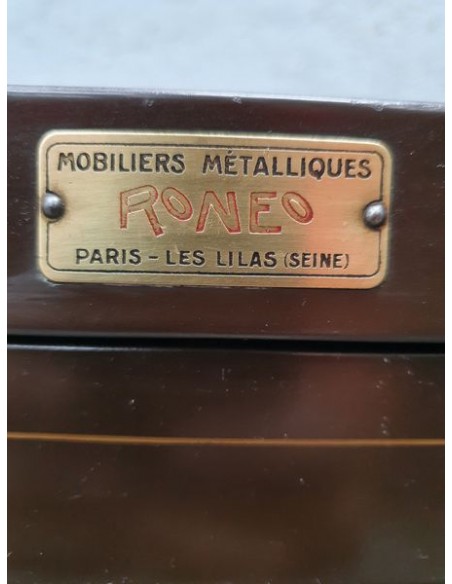 MOBILIERS MÉTALLIQUES
RONEO
PARIS - LES LILAS (SEINE)